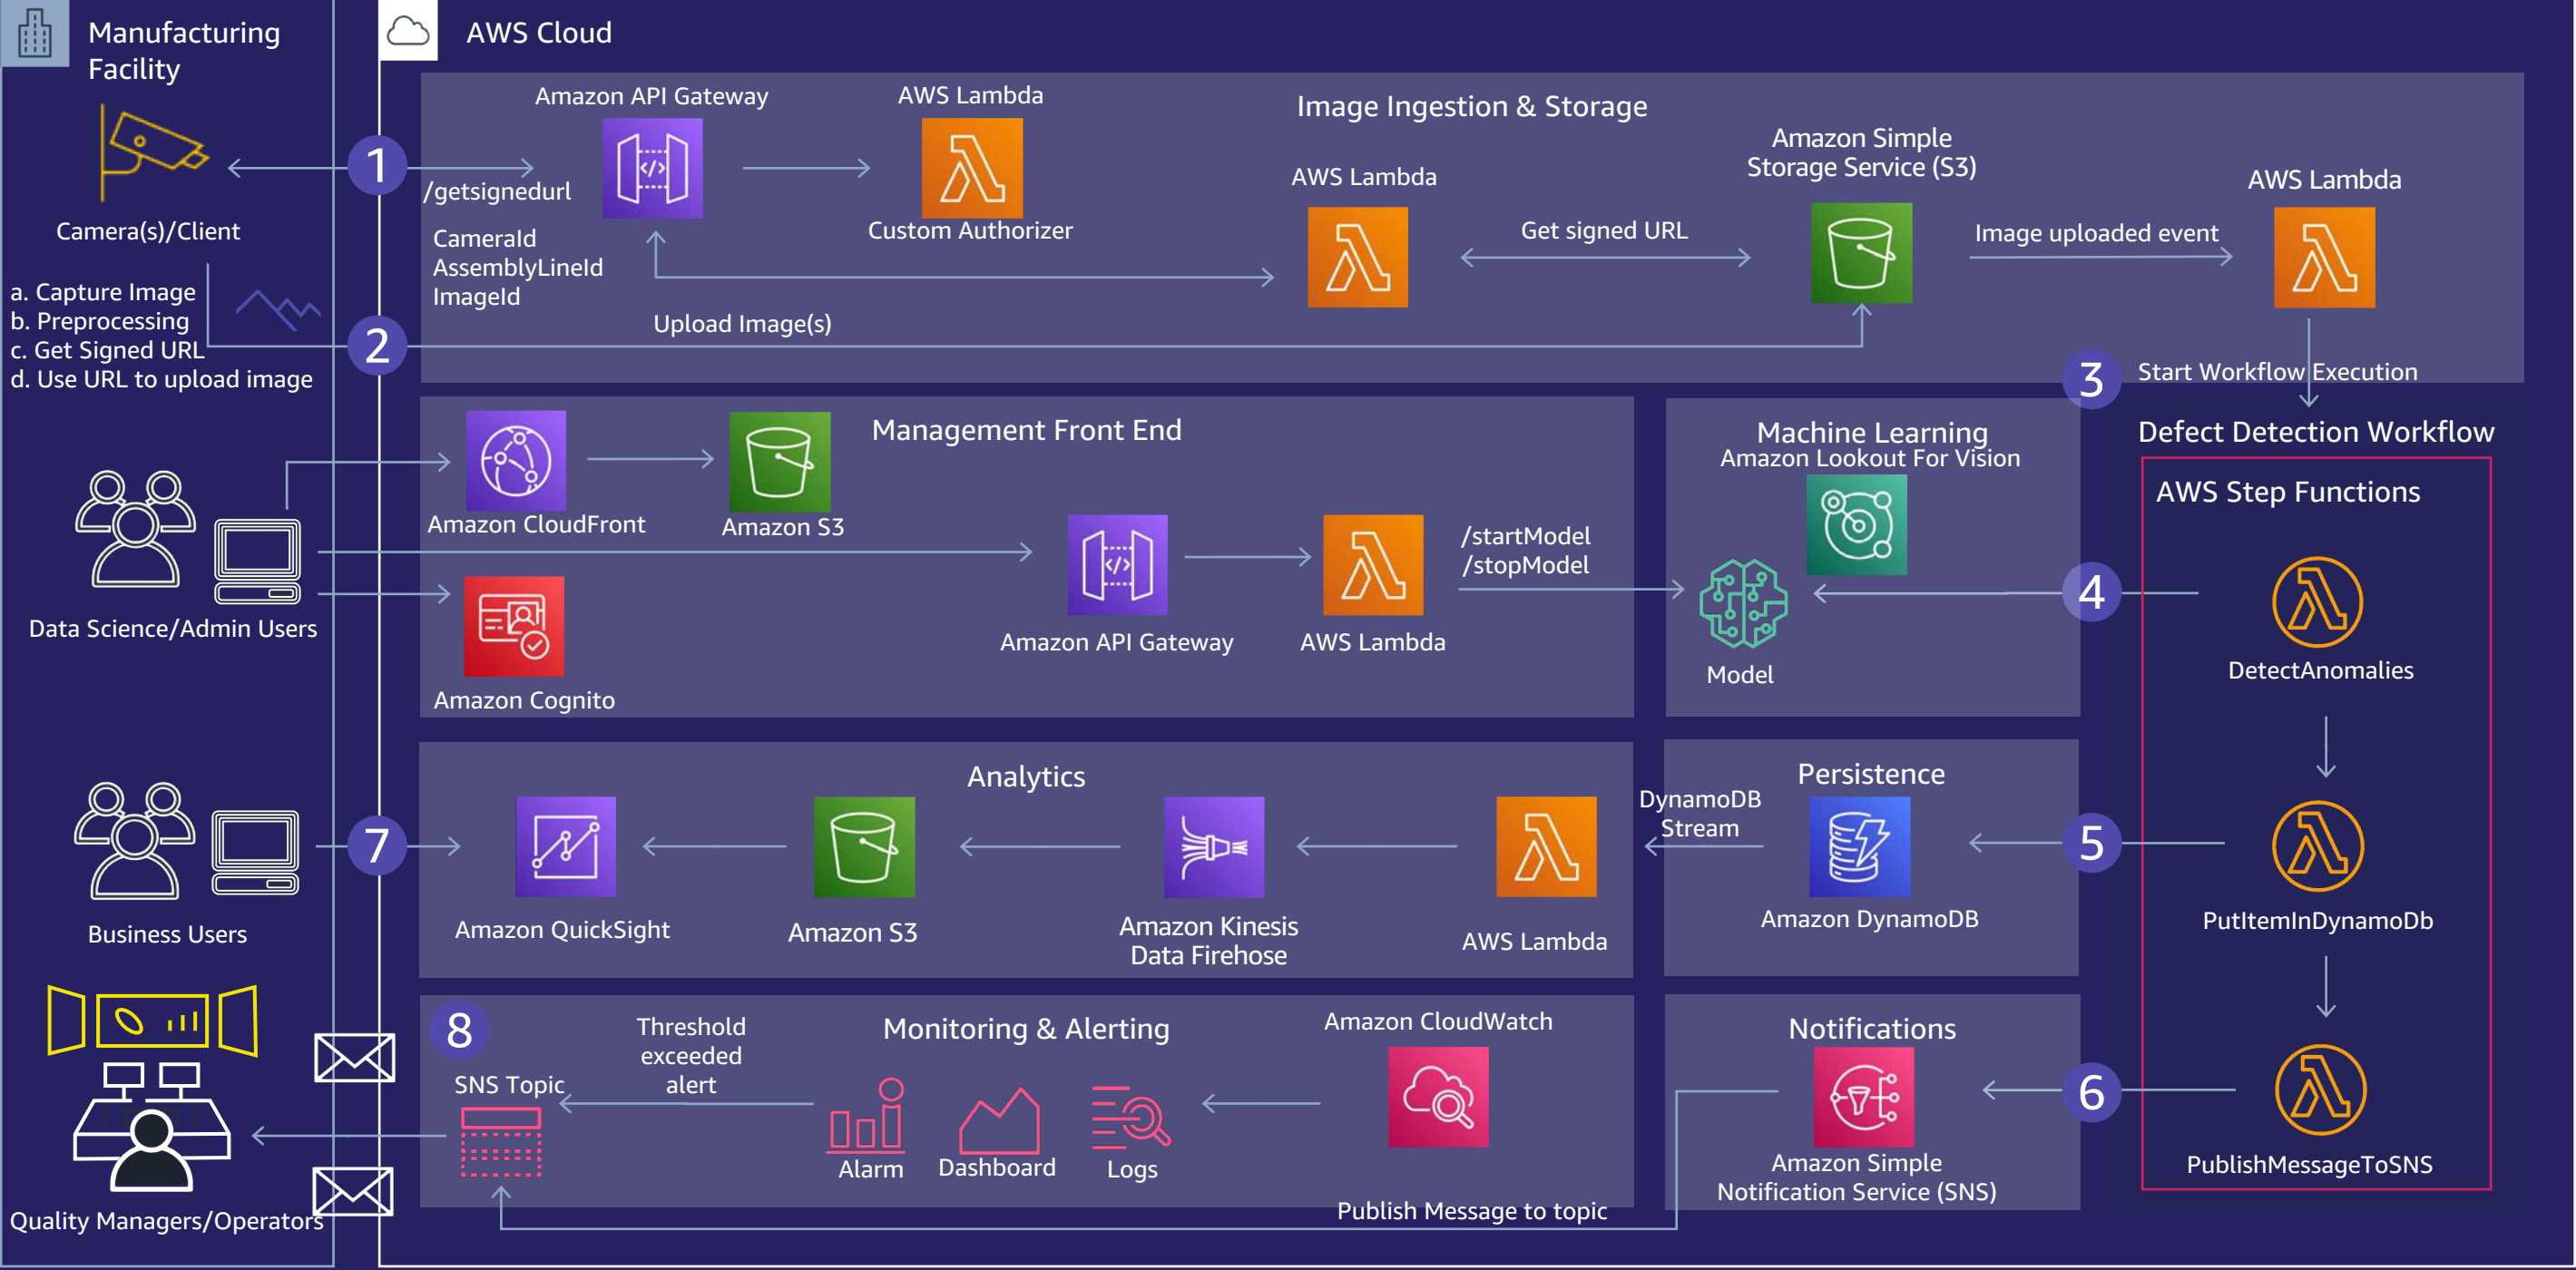 Manufacturing
Facility
AWS Cloud
Amazon API Gateway
AWS Lambda
Image Ingestion & Storage
1
/getsignedurl
CameraId
AssemblyLineId
ImageId
Custom Authorizer
AWS Lambda
Get signed URL
Amazon Simple
Storage Service (S3)
Image uploaded event
AWS Lambda
Camera(s)/Client
a. Capture Image
b. Preprocessing
c. Get Signed URL
d. Use URL to upload image
2
Upload Image(s)
3
Start Workflow Execution
Management Front End
Amazon CloudFront
Amazon S3
Amazon API Gateway
AWS Lambda
/startModel
/stopModel
Amazon Cognito
Data Science/Admin Users
Machine Learning
Amazon Lookout For Vision
Model
4
Defect Detection Workflow
AWS Step Functions
DetectAnomalies
PutItemInDynamoDb
PublishMessageToSNS
Analytics
7
Business Users
Amazon QuickSight
Amazon S3
Amazon Kinesis
Data Firehose
AWS Lambda
DynamoDB
Stream
Persistence
Amazon DynamoDB
5
8
SNS Topic
Threshold
exceeded
alert
Monitoring & Alerting
Alarm
Dashboard
Logs
Amazon CloudWatch
Publish Message to topic
Notifications
Amazon Simple
Notification Service (SNS)
6
Quality Managers/Operators